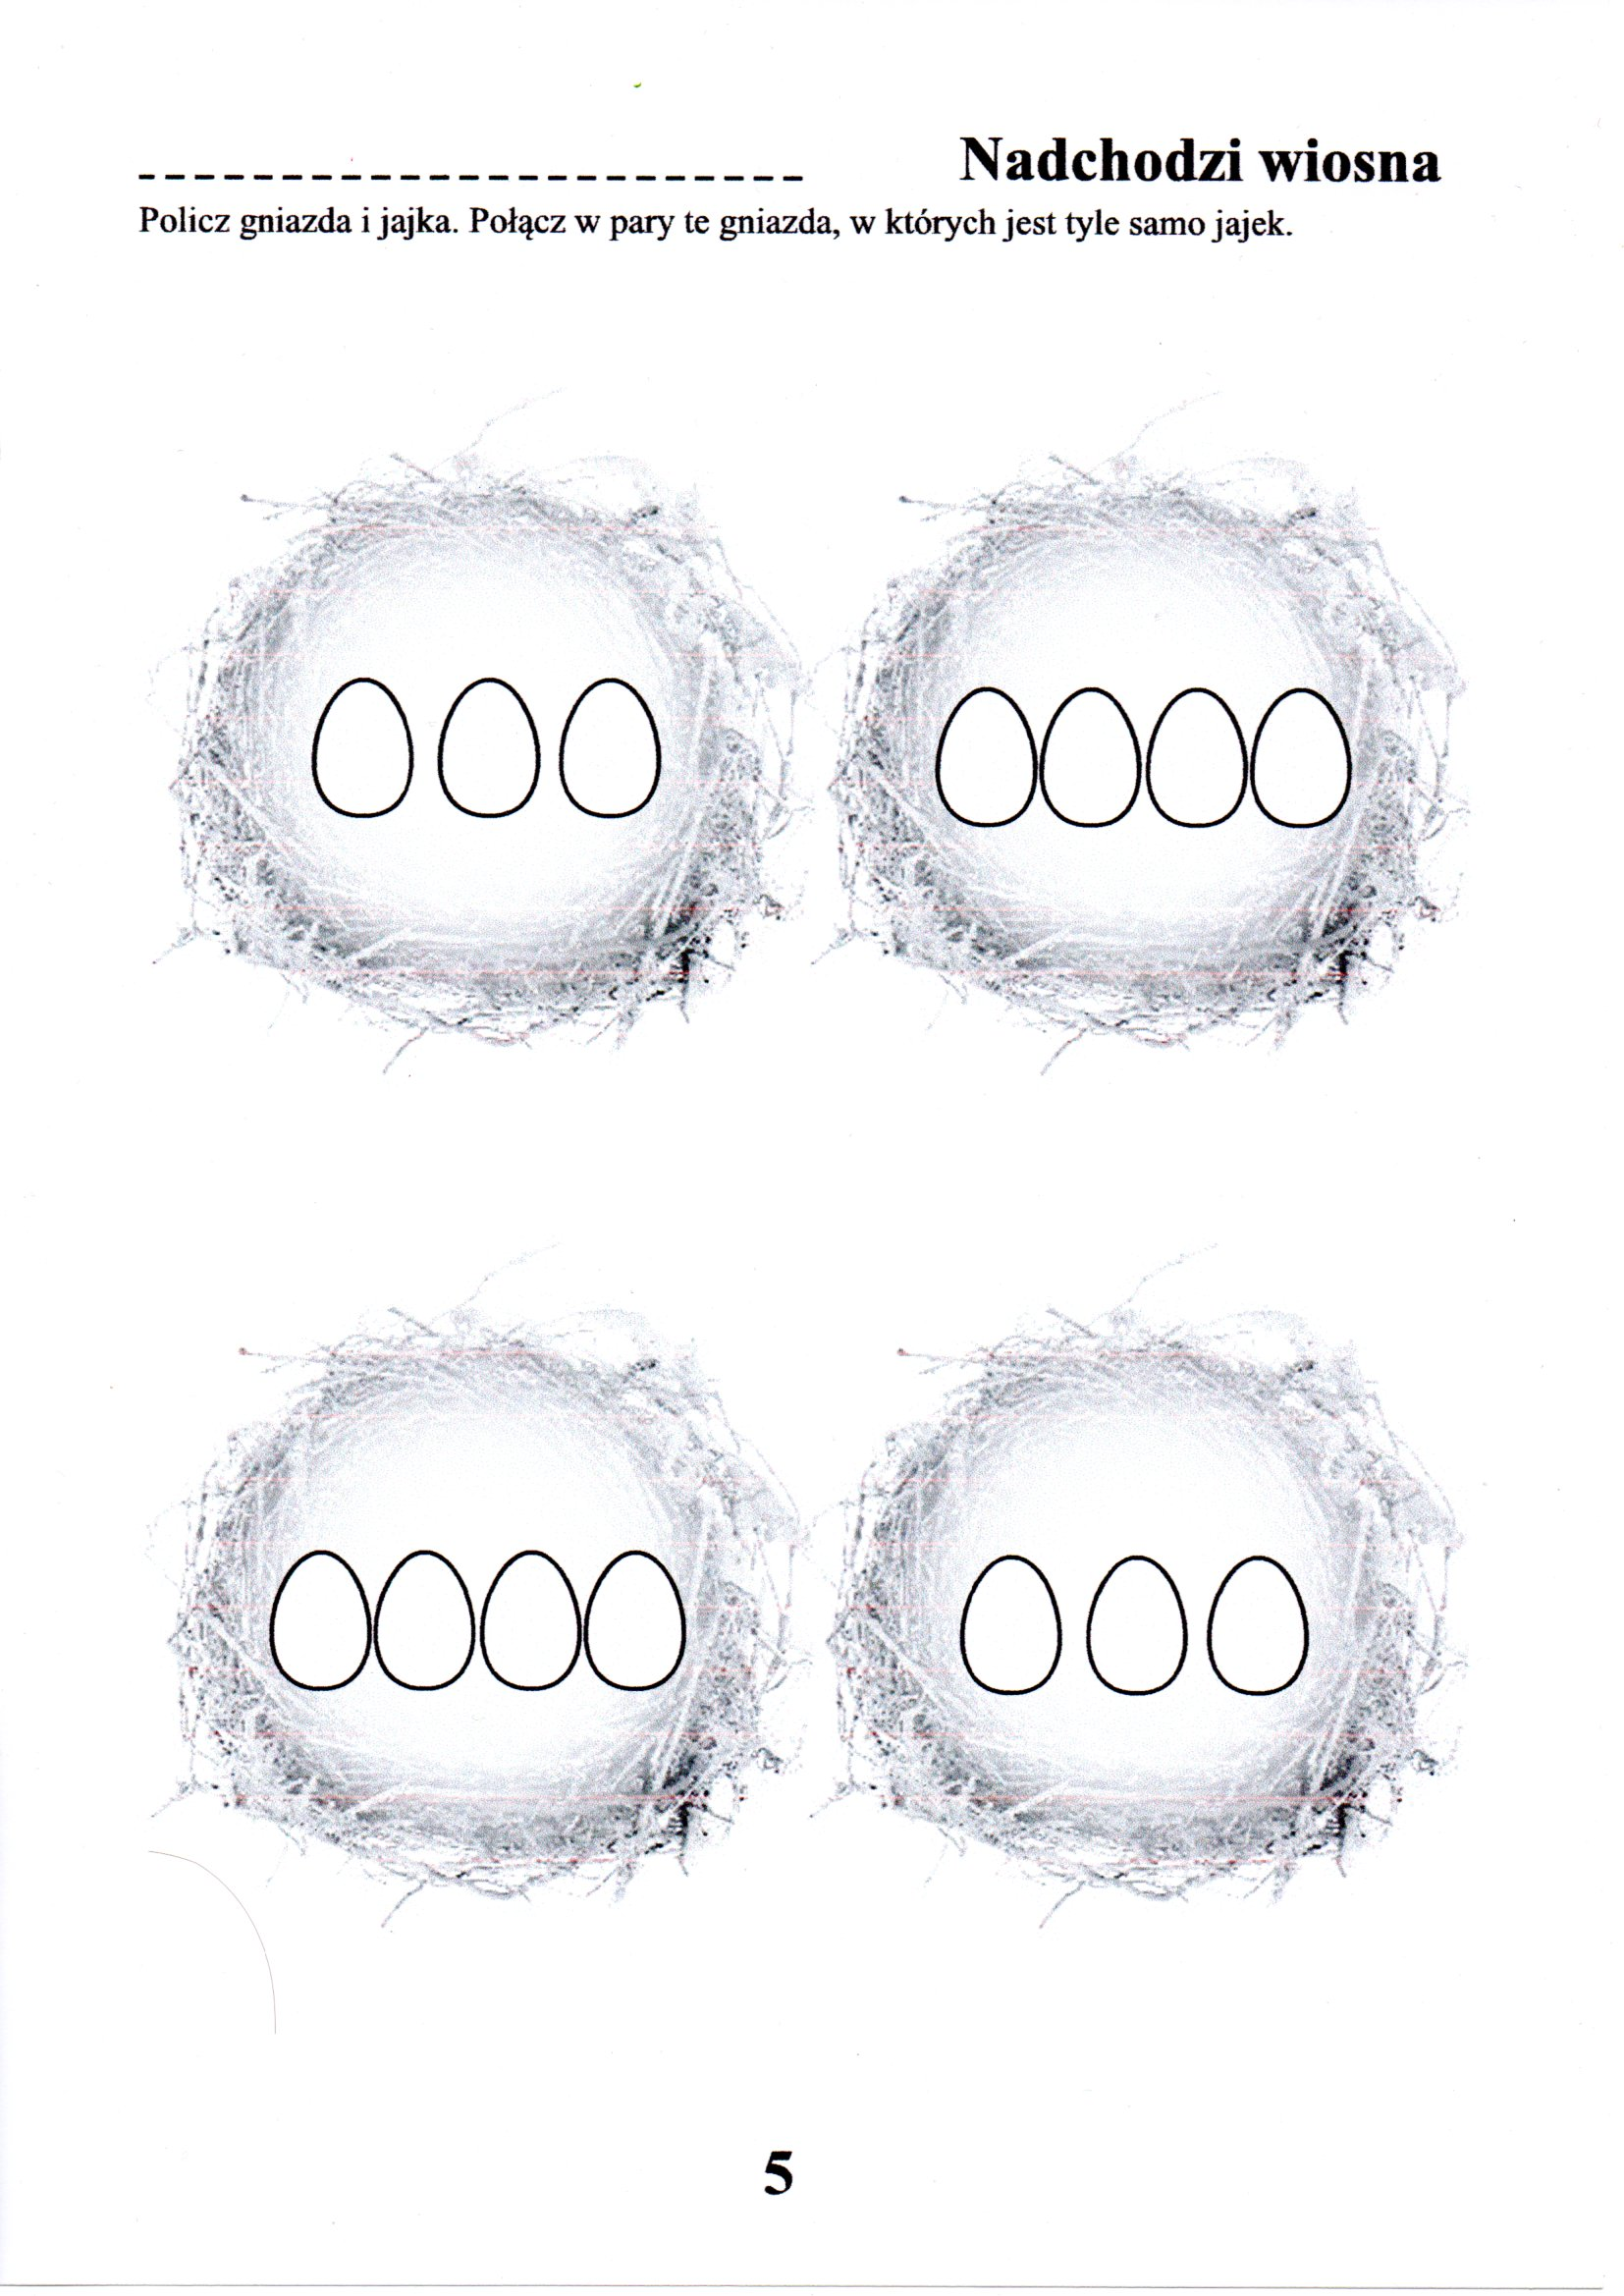 Nadchodzi wiosna
Policz gniazda i jajka. Połącz w pary te gniazda, w których jest tyle samo jajek.
5